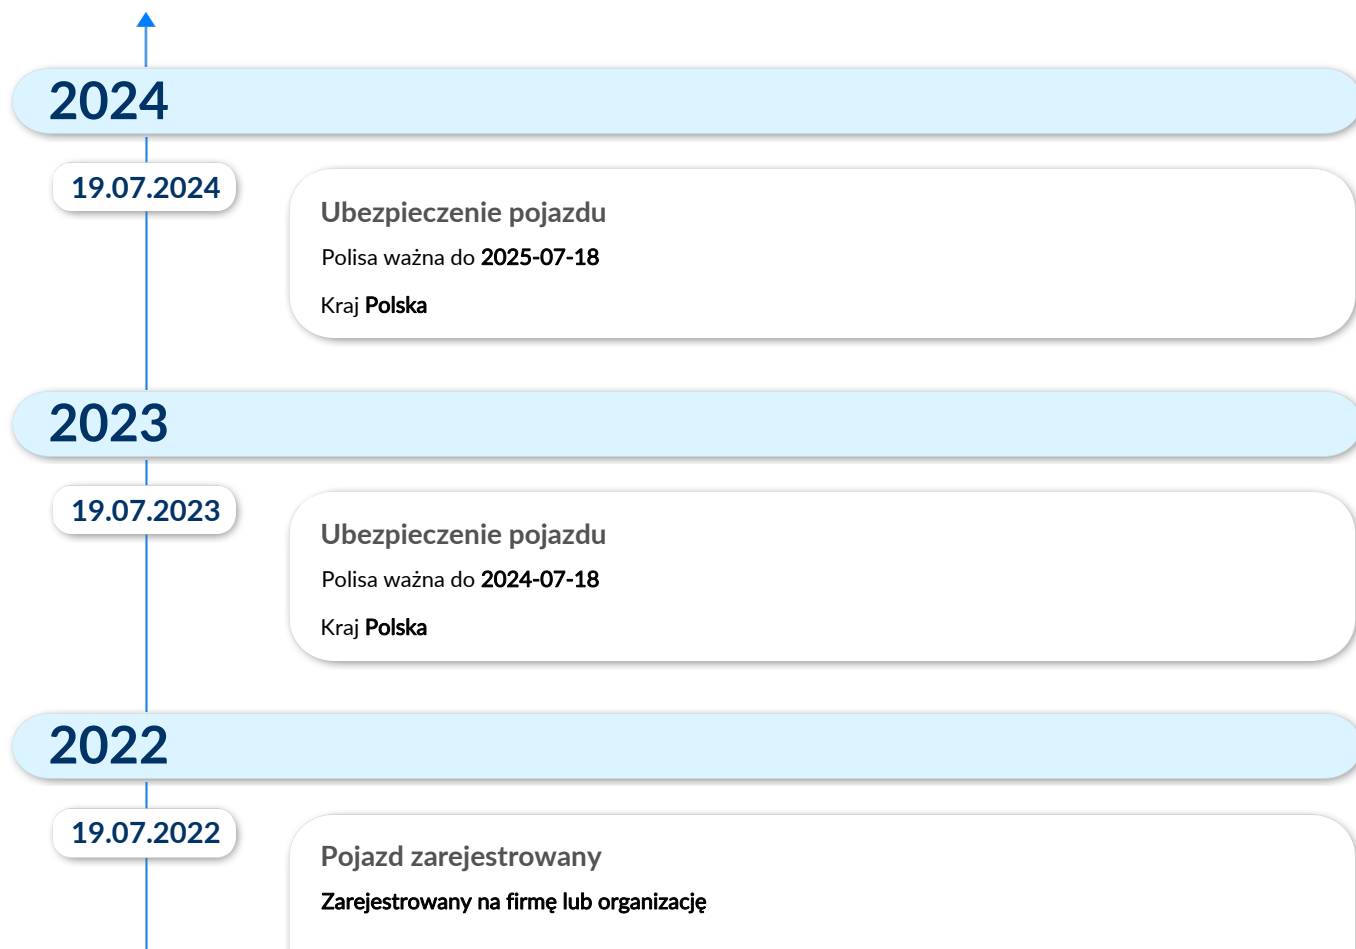 2024
19.07.2024
Ubezpieczenie pojazdu
Polisa ważna do 2025-07-18
Kraj Polska
2023
19.07.2023
Ubezpieczenie pojazdu
Polisa ważna do 2024-07-18
Kraj Polska
2022
19.07.2022
Pojazd zarejestrowany
Zarejestrowany na firmę lub organizację